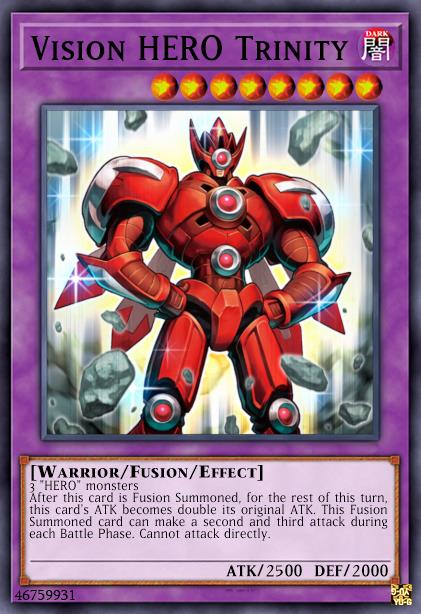 Vision HERO Trinity
DARK
闇
[Warrior/Fusion/Effect]
3 "HERO" monsters
After this card is Fusion Summoned, for the rest of this turn,
this card's ATK becomes double its original ATK. This Fusion
Summoned card can make a second and third attack during
each Battle Phase. Cannot attack directly.
ATK/2500 DEF/2000
46759931